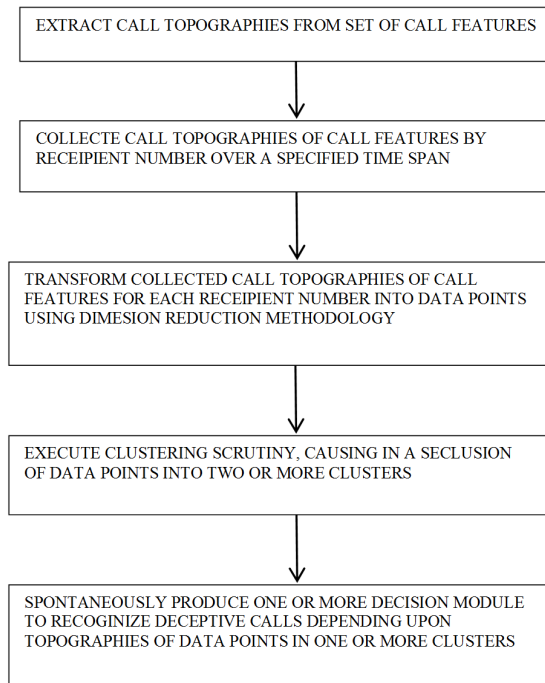 EXTRACT CALL TOPOGRAPHIES FROM SET OF CALL FEATURES
COLLECTE CALL TOPOGRAPHIES OF CALL FEATURES BY
RECEIPIENT NUMBER OVER A SPECIFIED TIME SPAN
TRANSFORM COLLECTED CALL TOPOGRAPHIES OF CALL
FEATURES FOR EACH RECEIPIENT NUMBER INTO DATA POINTS
USING DIMESION REDUCTION METHODOLOGY
EXECUTE CLUSTERING SCRUTINY, CAUSING IN A SECLUSION
OF DATA POINTS INTO TWO OR MORE CLUSTERS
SPONTANEOUSLY PRODUCE ONE OR MORE DECISION MODULE
TO RECOGINIZE DECEPTIVE CALLS DEPENDING UPON
TOPOGRAPHIES OF DATA POINTS IN ONE OR MORE CLUSTERS